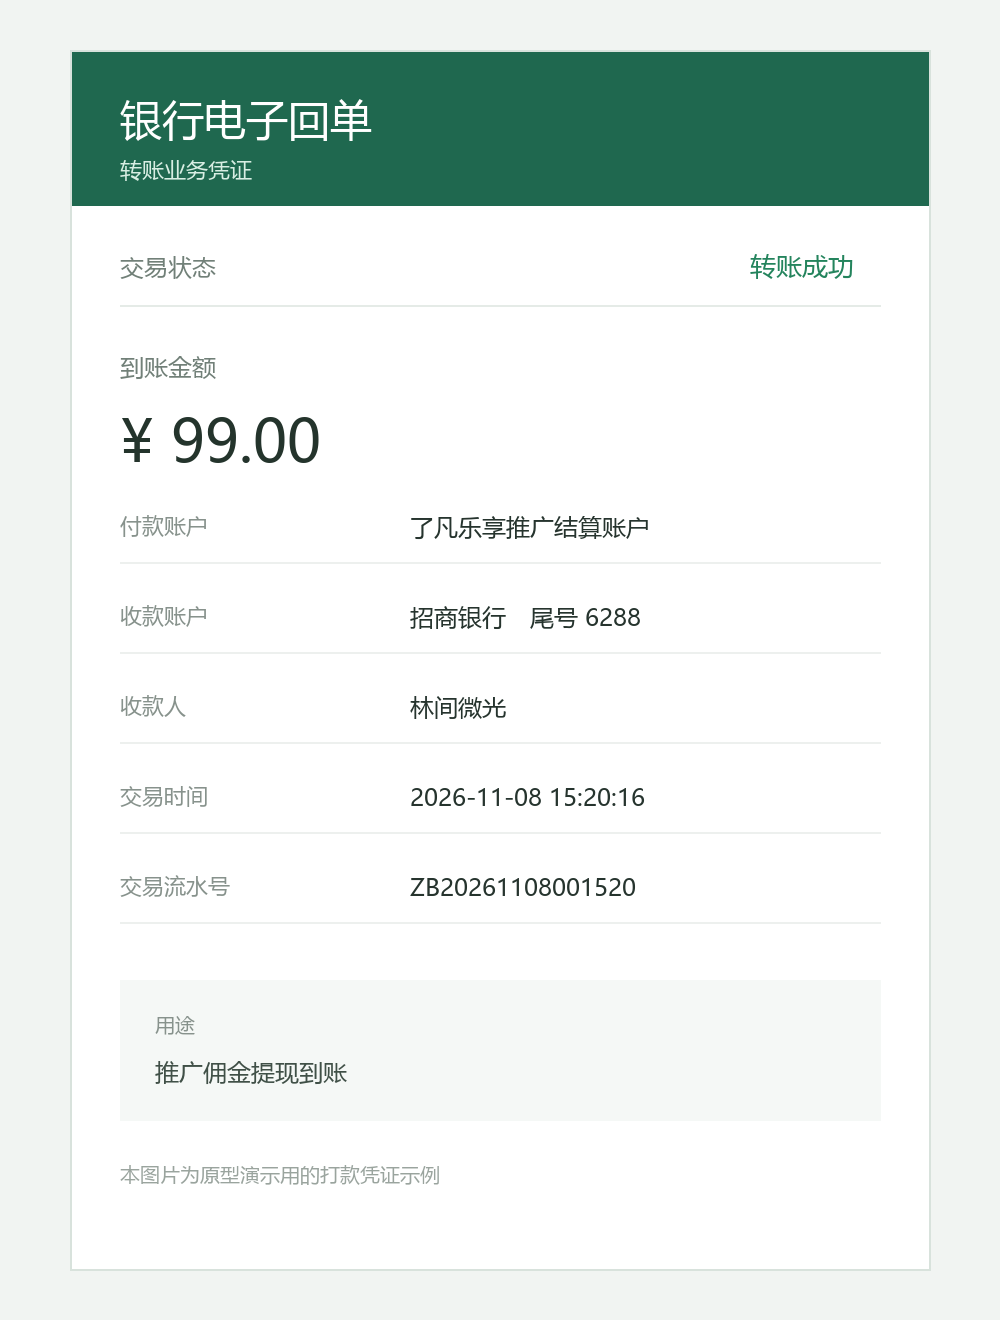 银行电子回单
转账业务凭证
交易状态 转账成功
到账金额
¥ 99.00
付款账户 了凡乐享推广结算账户
收款账户 招商银行 尾号 6288
收款人 林间微光
交易时间 2026-11-08 15:20:16
交易流水号 ZB20261108001520
用途
推广佣金提现到账
本图片为原型演示用的打款凭证示例